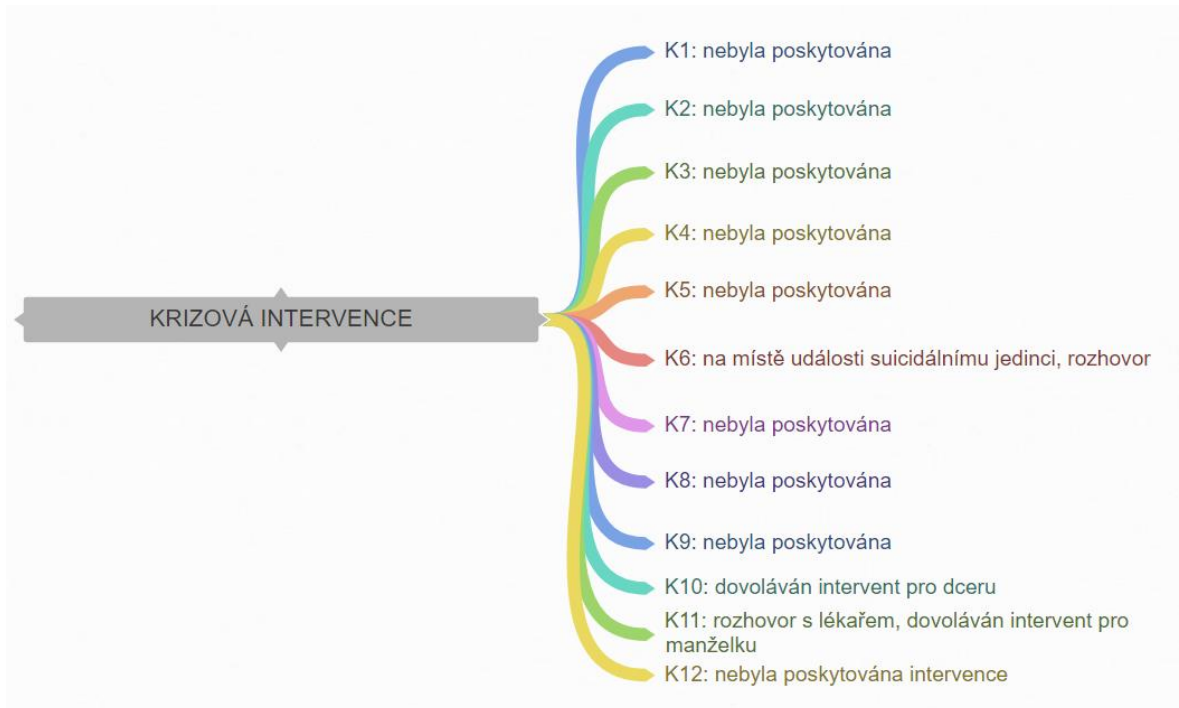 K1: nebyla poskytována
K2: nebyla poskytována
K3: nebyla poskytována
K4: nebyla poskytována
K5: nebyla poskytována
KRIZOVÁ INTERVENCE
K6: na místě události suicidálnímu jedinci, rozhovor
K7: nebyla poskytována
K8: nebyla poskytována
K9: nebyla poskytována
K10: dovoláván intervent pro dceru
K11: rozhovor s lékařem, dovoláván intervent pro
manželku
K12: nebyla poskytována intervence